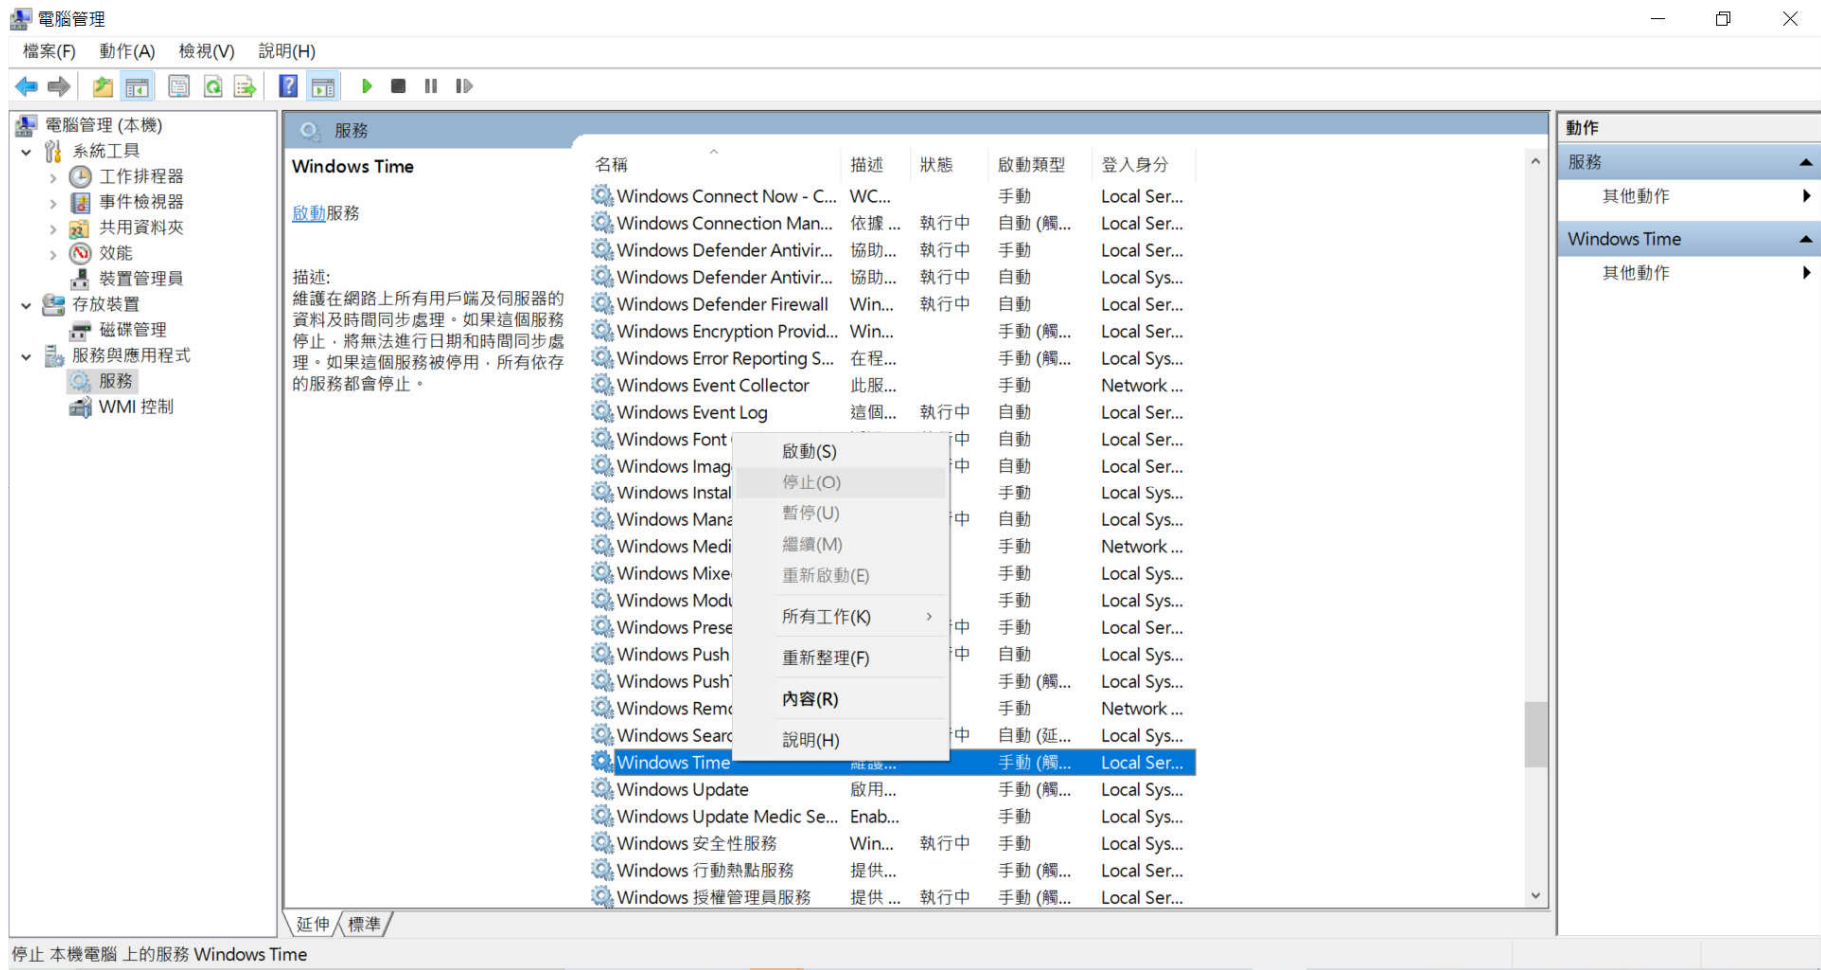 電腦管理
檔案(F) 動作(A) 檢視(V) 說明(H)
電腦管理 (本機)
系統工具
工作排程器
事件檢視器
共用資料夾
效能
裝置管理員
存放裝置
磁碟管理
服務與應用程式
服務
WMI 控制
服務
Windows Time
啟動服務
描述:
維護在網路上所有用戶端及伺服器的
資料及時間同步處理。如果這個服務
停止，將無法進行日期和時間同步處
理。如果這個服務被停用，所有依存
的服務都會停止。
名稱 描述 狀態 啟動類型 登入身分
Windows Connect Now - C... WC... 手動 Local Ser...
Windows Connection Man... 依據 ... 執行中 自動 (觸... Local Ser...
Windows Defender Antivir... 協助... 執行中 手動 Local Ser...
Windows Defender Antivir... 協助... 執行中 自動 Local Sys...
Windows Defender Firewall Win... 執行中 自動 Local Ser...
Windows Encryption Provid... Win... 手動 (觸... Local Ser...
Windows Error Reporting S... 在程... 手動 (觸... Local Sys...
Windows Event Collector 此服... 手動 Network ...
Windows Event Log 這個... 執行中 自動 Local Ser...
Windows Font 中 自動 Local Ser...
Windows Imag 中 自動 Local Ser...
Windows Instal 手動 Local Sys...
Windows Mana 中 自動 Local Sys...
Windows Medi 手動 Network ...
Windows Mixe 手動 Local Sys...
Windows Modu 手動 Local Sys...
Windows Prese 中 手動 Local Ser...
Windows Push 中 自動 Local Sys...
Windows PushT 手動 (觸... Local Sys...
Windows Remo 手動 Network ...
Windows Searc 中 自動 (延... Local Sys...
Windows Time 維護... 手動 (觸... Local Ser...
Windows Update 啟用... 手動 (觸... Local Sys...
Windows Update Medic Se... Enab... 手動 Local Sys...
Windows 安全性服務 Win... 執行中 手動 Local Sys...
Windows 行動熱點服務 提供... 手動 (觸... Local Ser...
Windows 授權管理員服務 提供 ... 執行中 手動 (觸... Local Ser...
啟動(S)
停止(O)
暫停(U)
繼續(M)
重新啟動(E)
所有工作(K)
重新整理(F)
內容(R)
說明(H)
延伸 標準
動作
服務
其他動作
Windows Time
其他動作
停止 本機電腦 上的服務 Windows Time